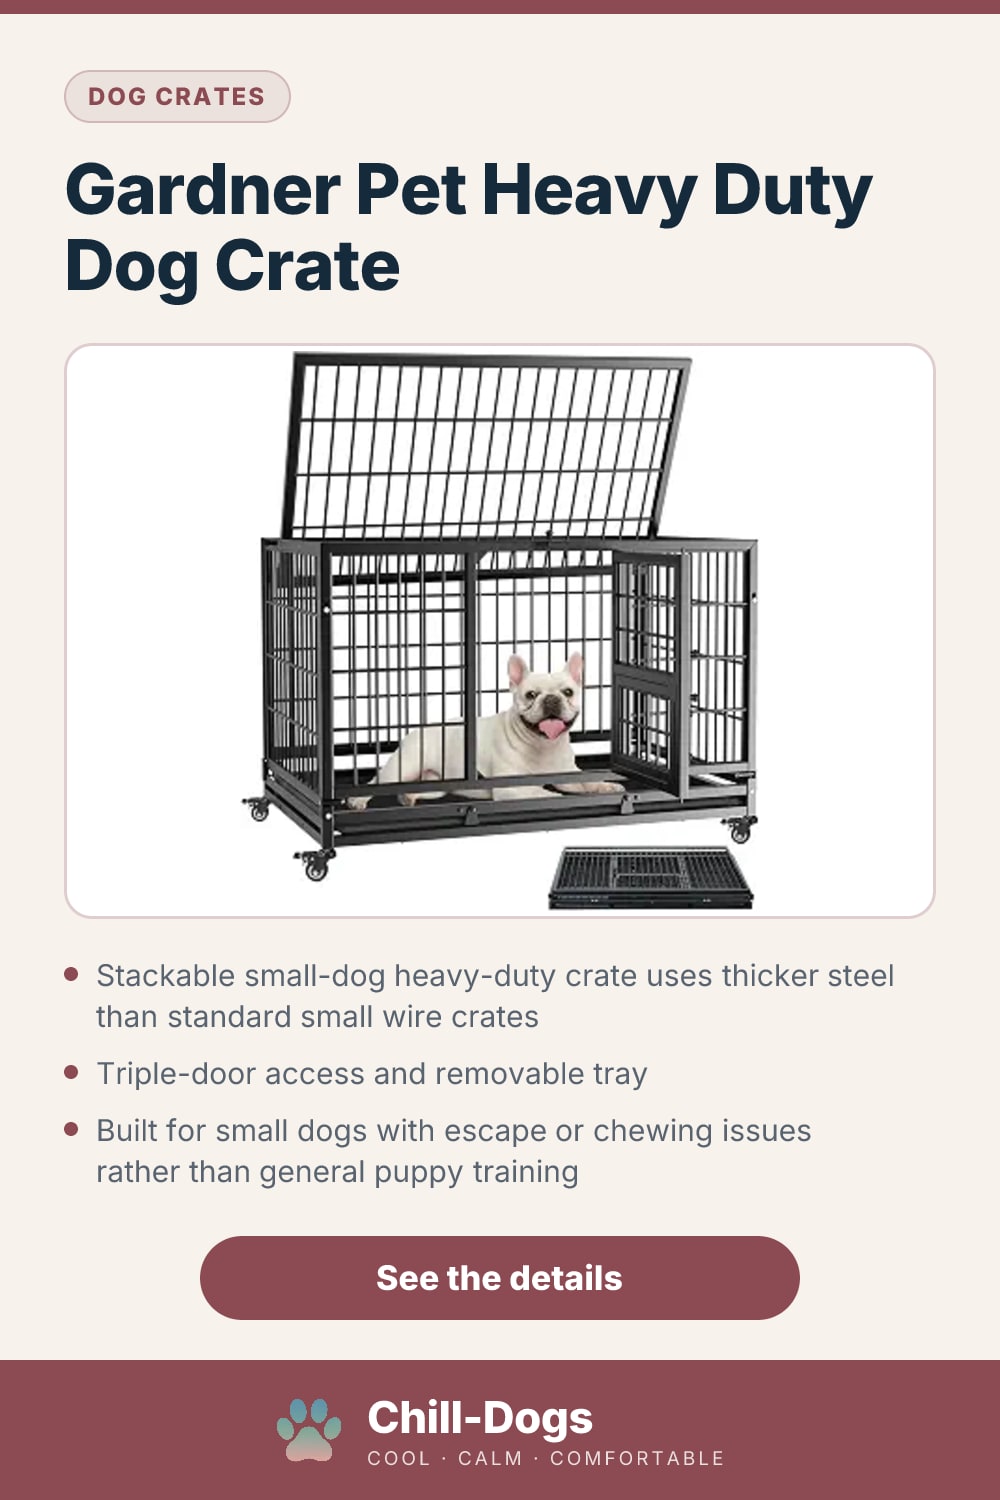 DOG CRATES
Gardner Pet Heavy Duty
Dog Crate
Stackable small-dog heavy-duty crate uses thicker steel
than standard small wire crates
Triple-door access and removable tray
Built for small dogs with escape or chewing issues
rather than general puppy training
See the details
Chill-Dogs
COOL · CALM · COMFORTABLE